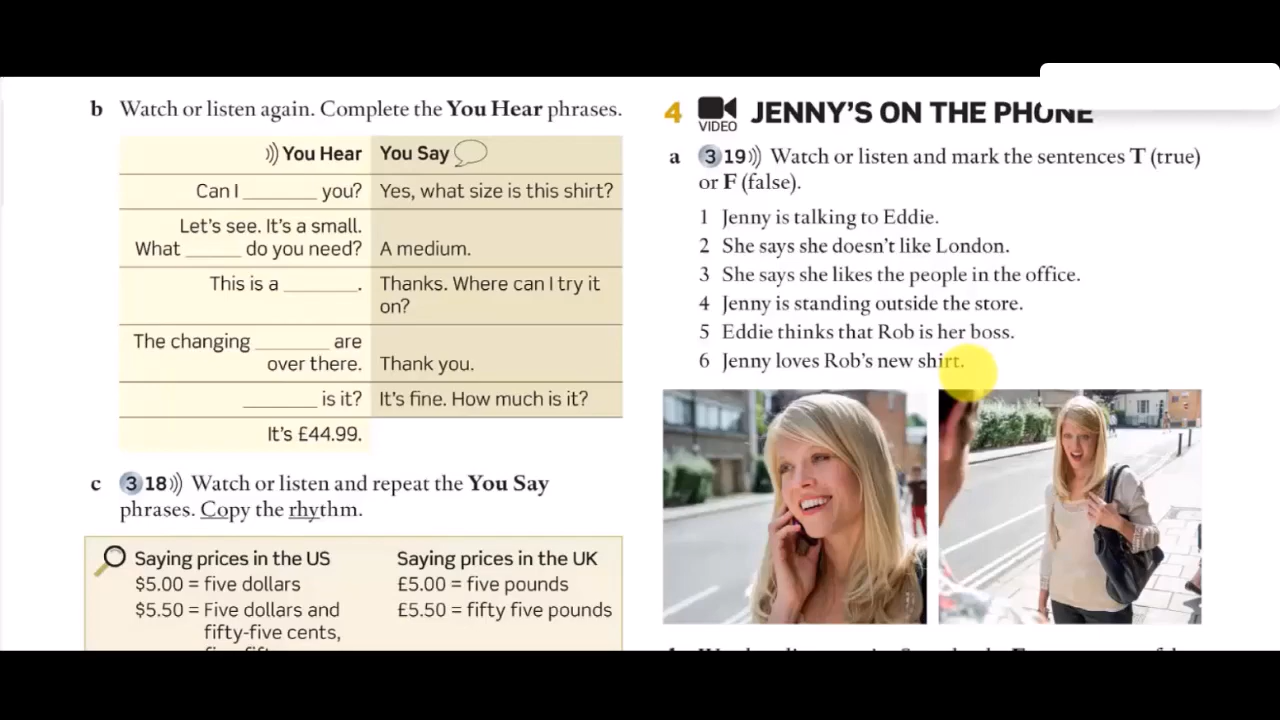 b Watch or listen again. Complete the You Hear phrases.
You Hear You Say
Can I ________ you? Yes, what size is this shirt?
Let's see. It's a small.
What ______ do you need? A medium.
This is a ________. Thanks. Where can I try it
on?
The changing ________ are
over there. Thank you.
________ is it? It's fine. How much is it?
It's £44.99.
c 3 18 Watch or listen and repeat the You Say
phrases. Copy the rhythm.
Saying prices in the US
$5.00 = five dollars
$5.50 = Five dollars and
fifty-five cents,
Saying prices in the UK
£5.00 = five pounds
£5.50 = fifty five pounds
4 VIDEO JENNY'S ON THE PHONE
a 3 19 Watch or listen and mark the sentences T (true)
or F (false).
1 Jenny is talking to Eddie.
2 She says she doesn't like London.
3 She says she likes the people in the office.
4 Jenny is standing outside the store.
5 Eddie thinks that Rob is her boss.
6 Jenny loves Rob's new shirt.